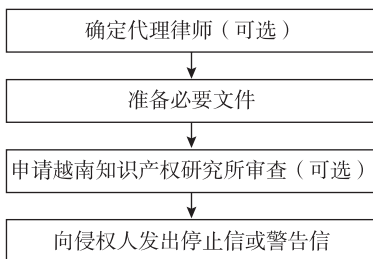 确定代理律师（可选）
准备必要文件
申请越南知识产权研究所审查（可选）
向侵权人发出停止信或警告信